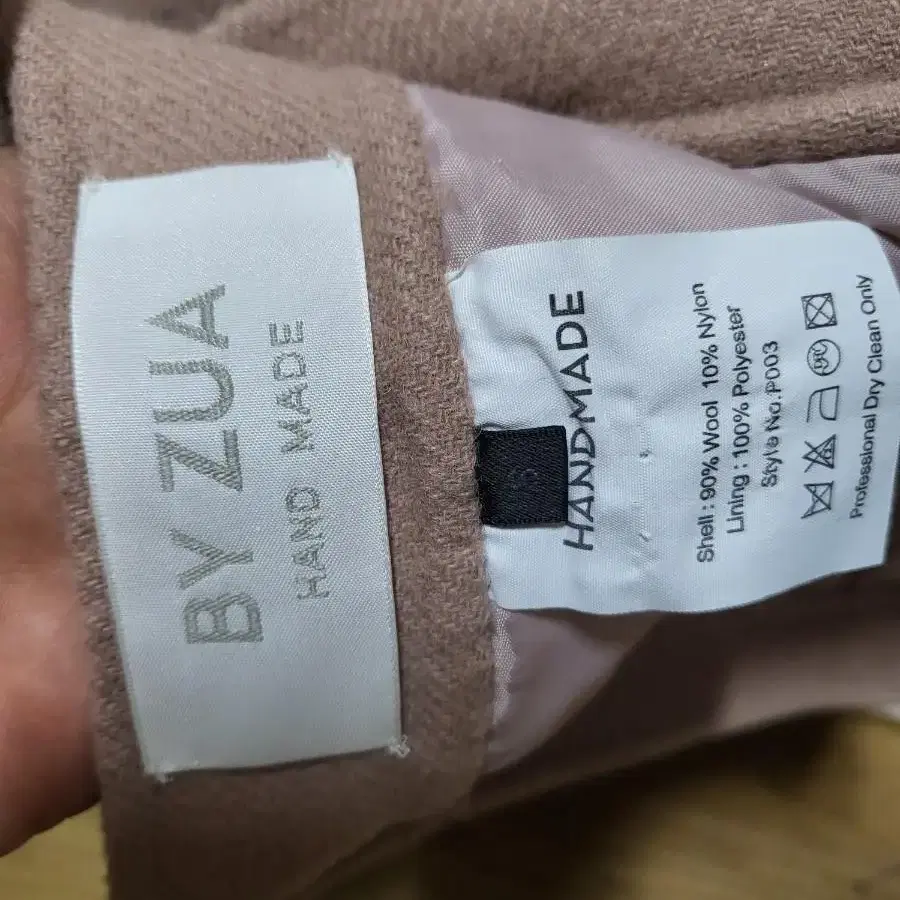 BY ZUA
HAND MADE
HANDMADE
Shell : 90% Wool 10% Nylon
Lining : 100% Polyester
Style No.P003
Professional Dry Clean Only